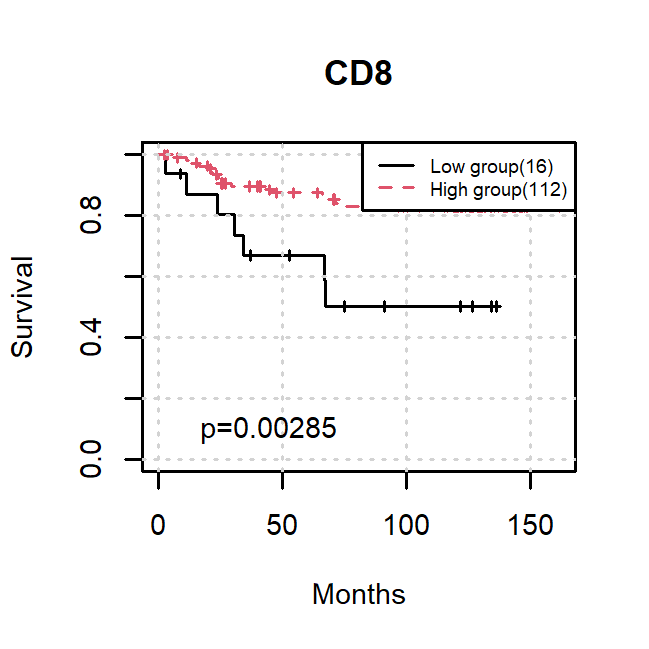 CD8
Low group(16)
High group(112)
Survival
0.8
0.4
0.0
p=0.00285
0 50 100 150
Months